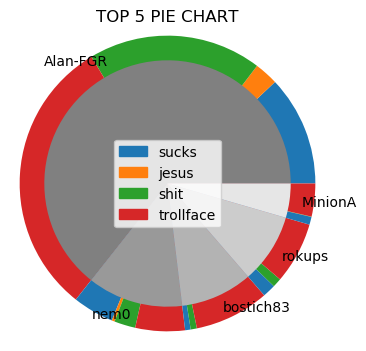 TOP 5 PIE CHART
Alan-FGR
sucks
jesus
shit
trollface
MinionA
rokups
bostich83
nem0